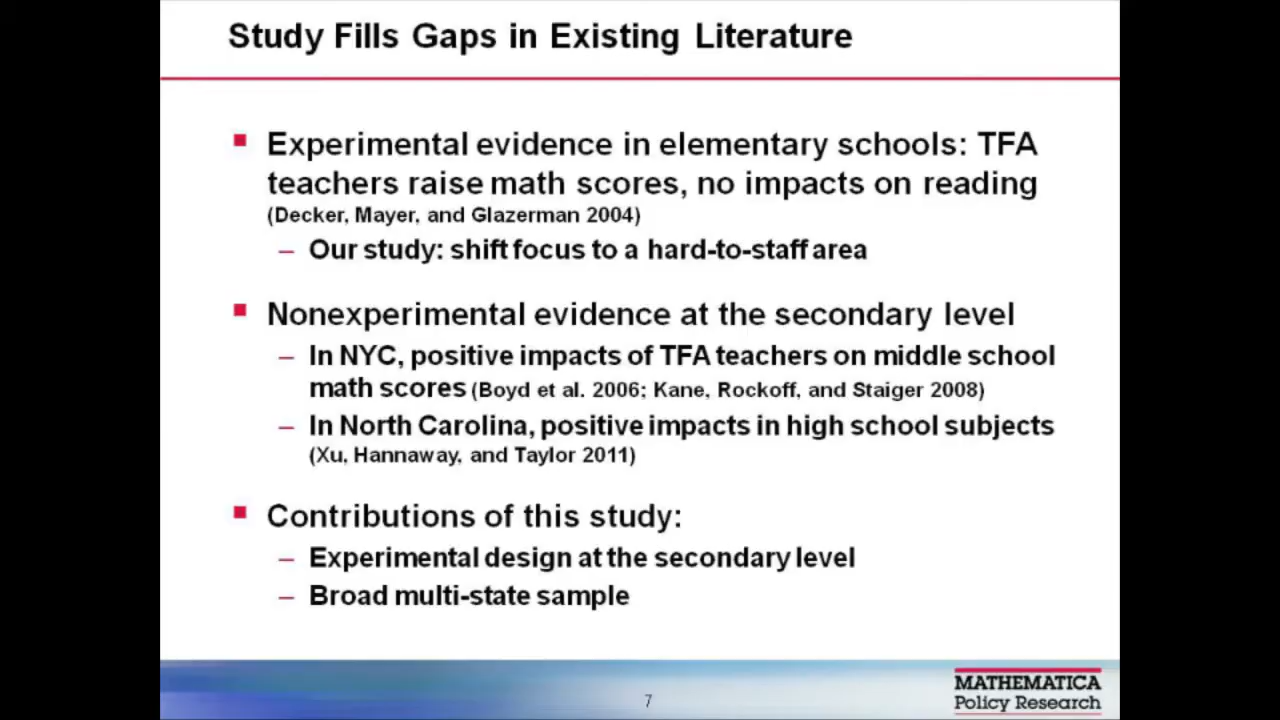 Study Fills Gaps in Existing Literature
Experimental evidence in elementary schools: TFA
teachers raise math scores, no impacts on reading
(Decker, Mayer, and Glazerman 2004)
– Our study: shift focus to a hard-to-staff area
Nonexperimental evidence at the secondary level
– In NYC, positive impacts of TFA teachers on middle school
math scores (Boyd et al. 2006; Kane, Rockoff, and Staiger 2008)
– In North Carolina, positive impacts in high school subjects
(Xu, Hannaway, and Taylor 2011)
Contributions of this study:
– Experimental design at the secondary level
– Broad multi-state sample
7
MATHEMATICA
Policy Research